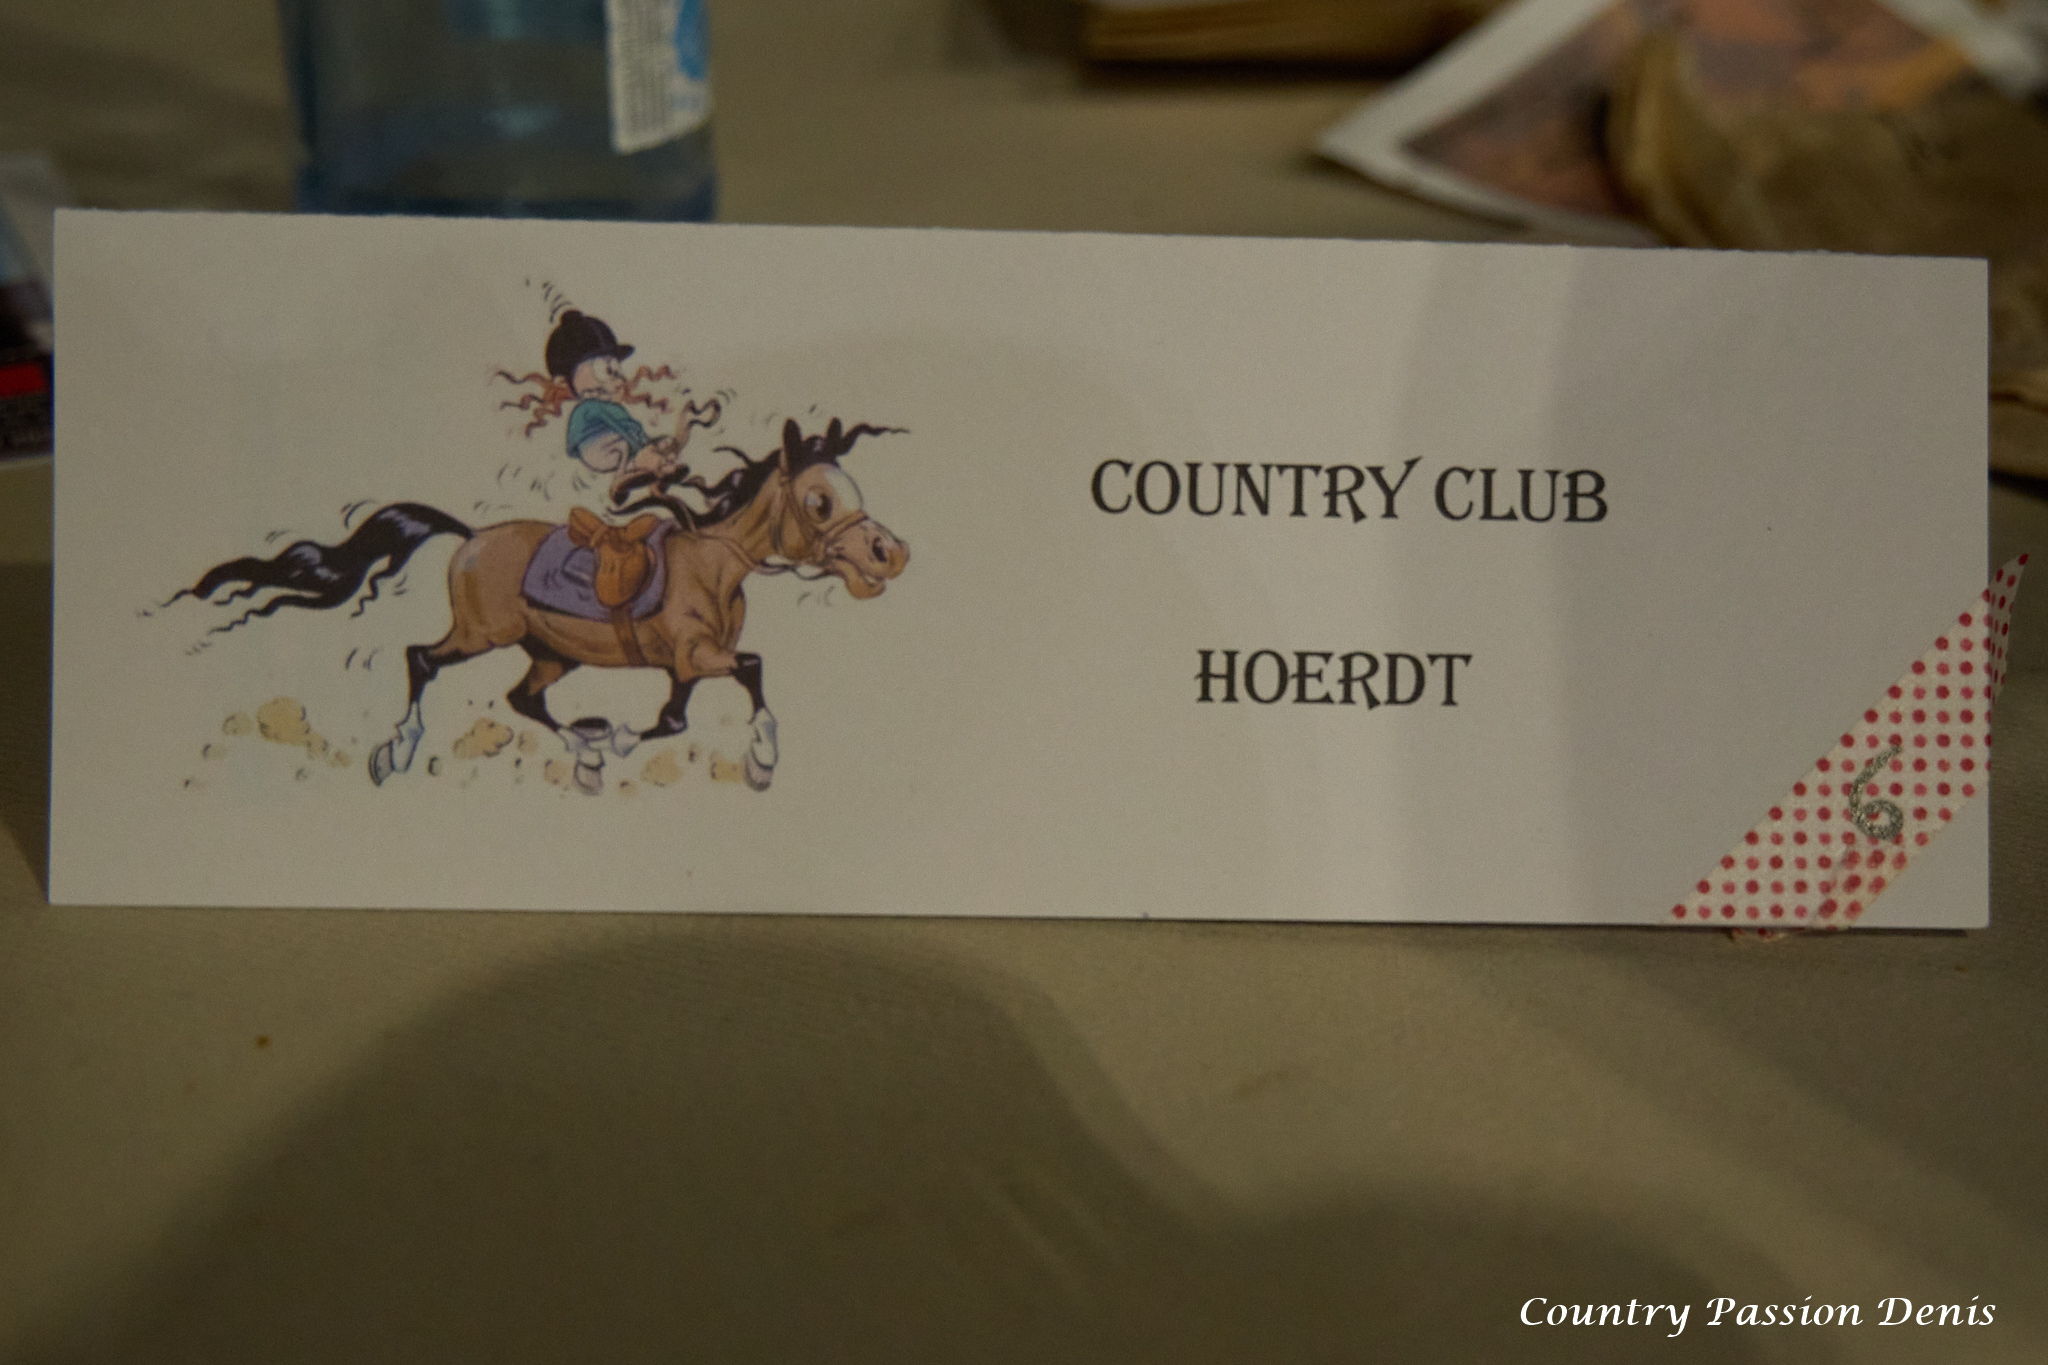 COUNTRY CLUB
HOERDT
6
Country Passion Denis